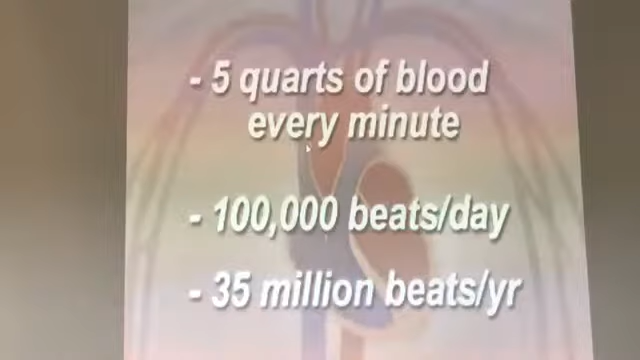 - 5 quarts of blood
every minute
- 100,000 beats/day
- 35 million beats/yr